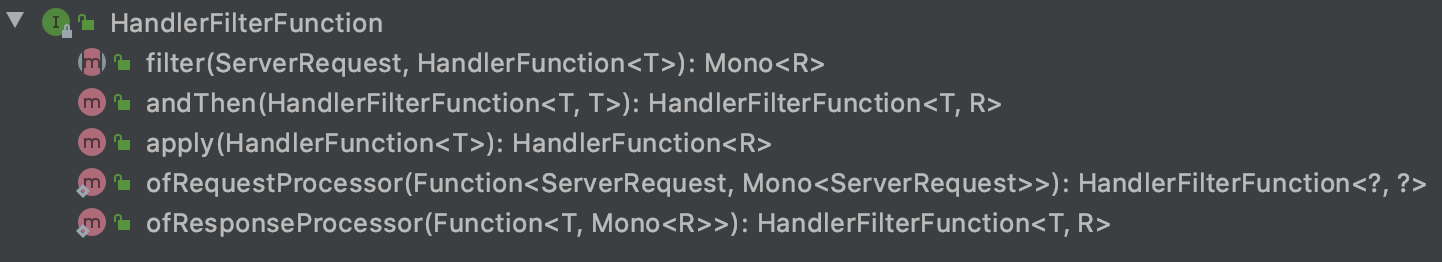 HandlerFilterFunction
filter(ServerRequest, HandlerFunction<T>): Mono<R>
andThen(HandlerFilterFunction<T, T>): HandlerFilterFunction<T, R>
apply(HandlerFunction<T>): HandlerFunction<R>
ofRequestProcessor(Function<ServerRequest, Mono<ServerRequest>>): HandlerFilterFunction<?, ?>
ofResponseProcessor(Function<T, Mono<R>>): HandlerFilterFunction<T, R>